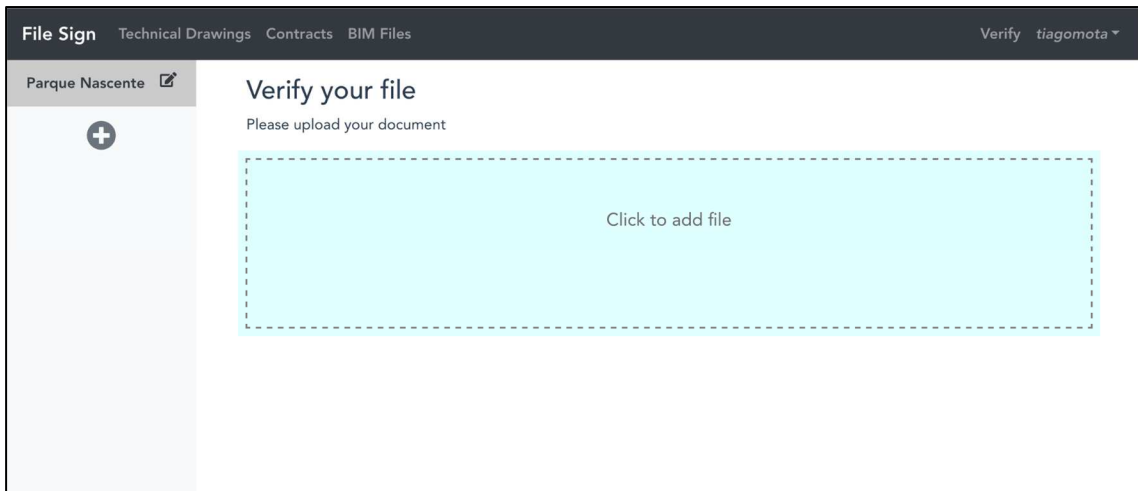 File Sign Technical Drawings Contracts BIM Files Verify tiagomota
Parque Nascente
Verify your file
Please upload your document
Click to add file